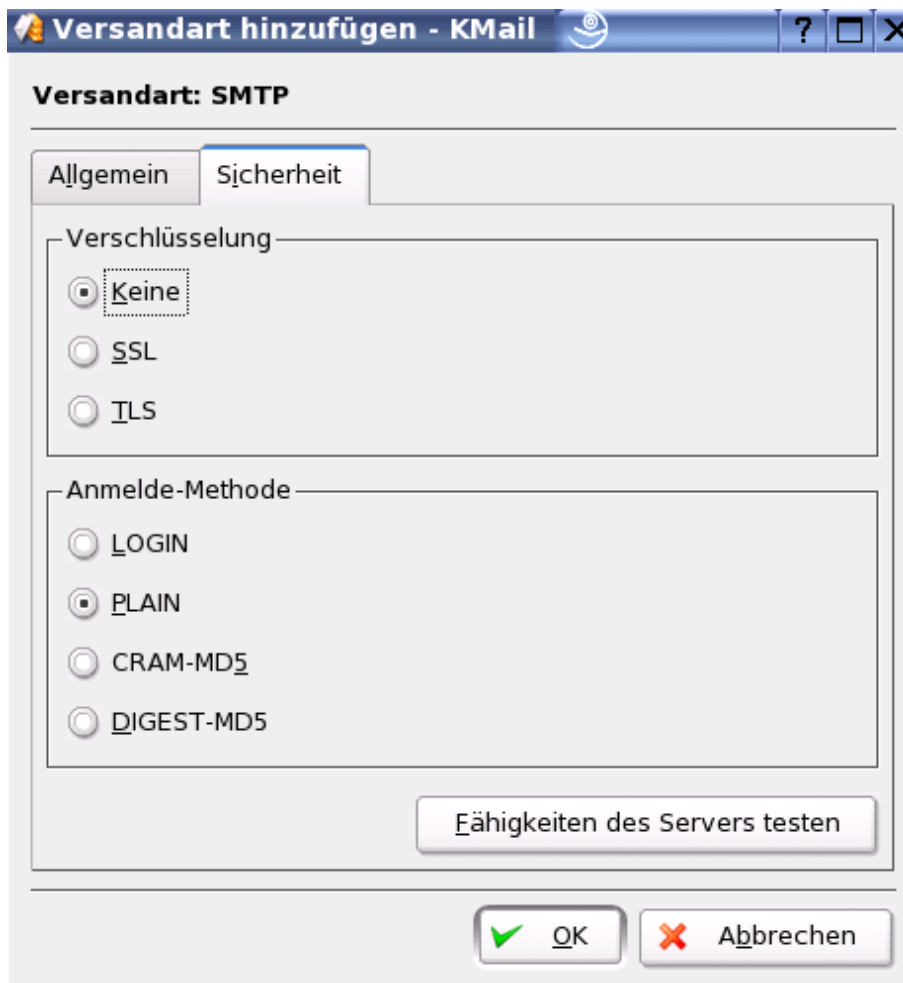 Versandart hinzufügen - KMail
Versandart: SMTP
Allgemein Sicherheit
Verschlüsselung
Keine
SSL
TLS
Anmelde-Methode
LOGIN
PLAIN
CRAM-MD5
DIGEST-MD5
Fähigkeiten des Servers testen
OK Abbrechen